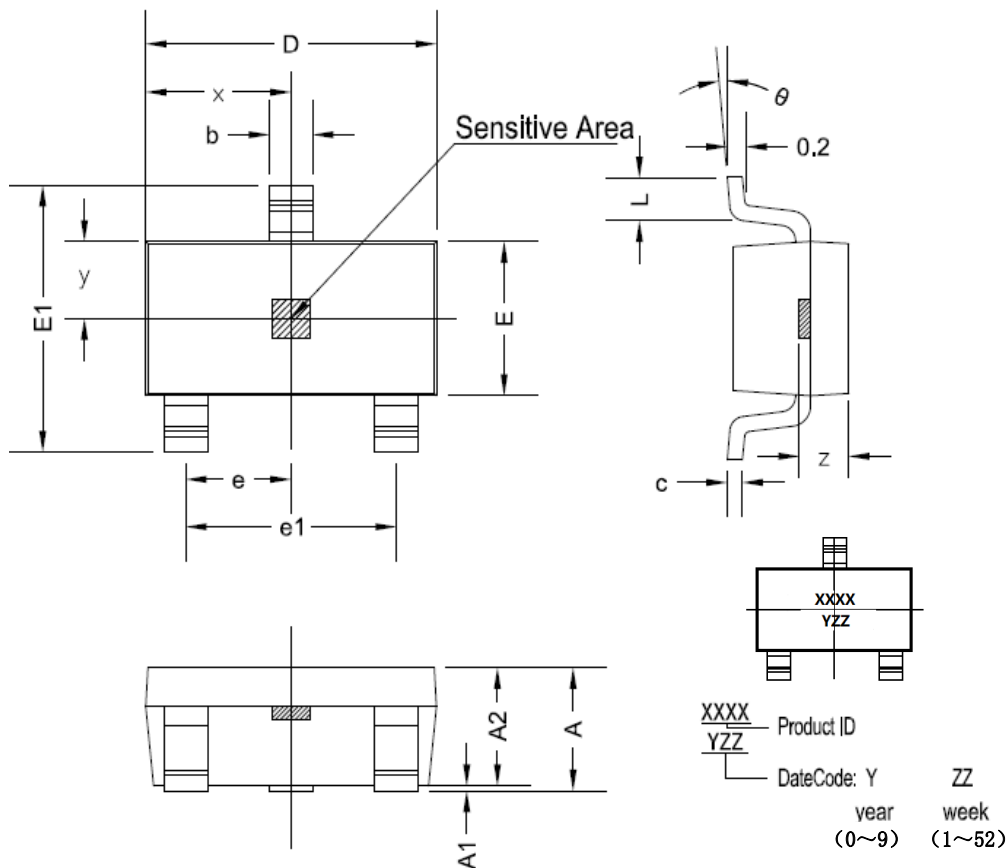 D
x
b
Sensitive Area
θ
0.2
L
y
E1
E
e
z
c
e1
XXXX
YZZ
A2
A
A1
XXXX
Product ID
YZZ
DateCode: Y ZZ
year week
(0~9) (1~52)